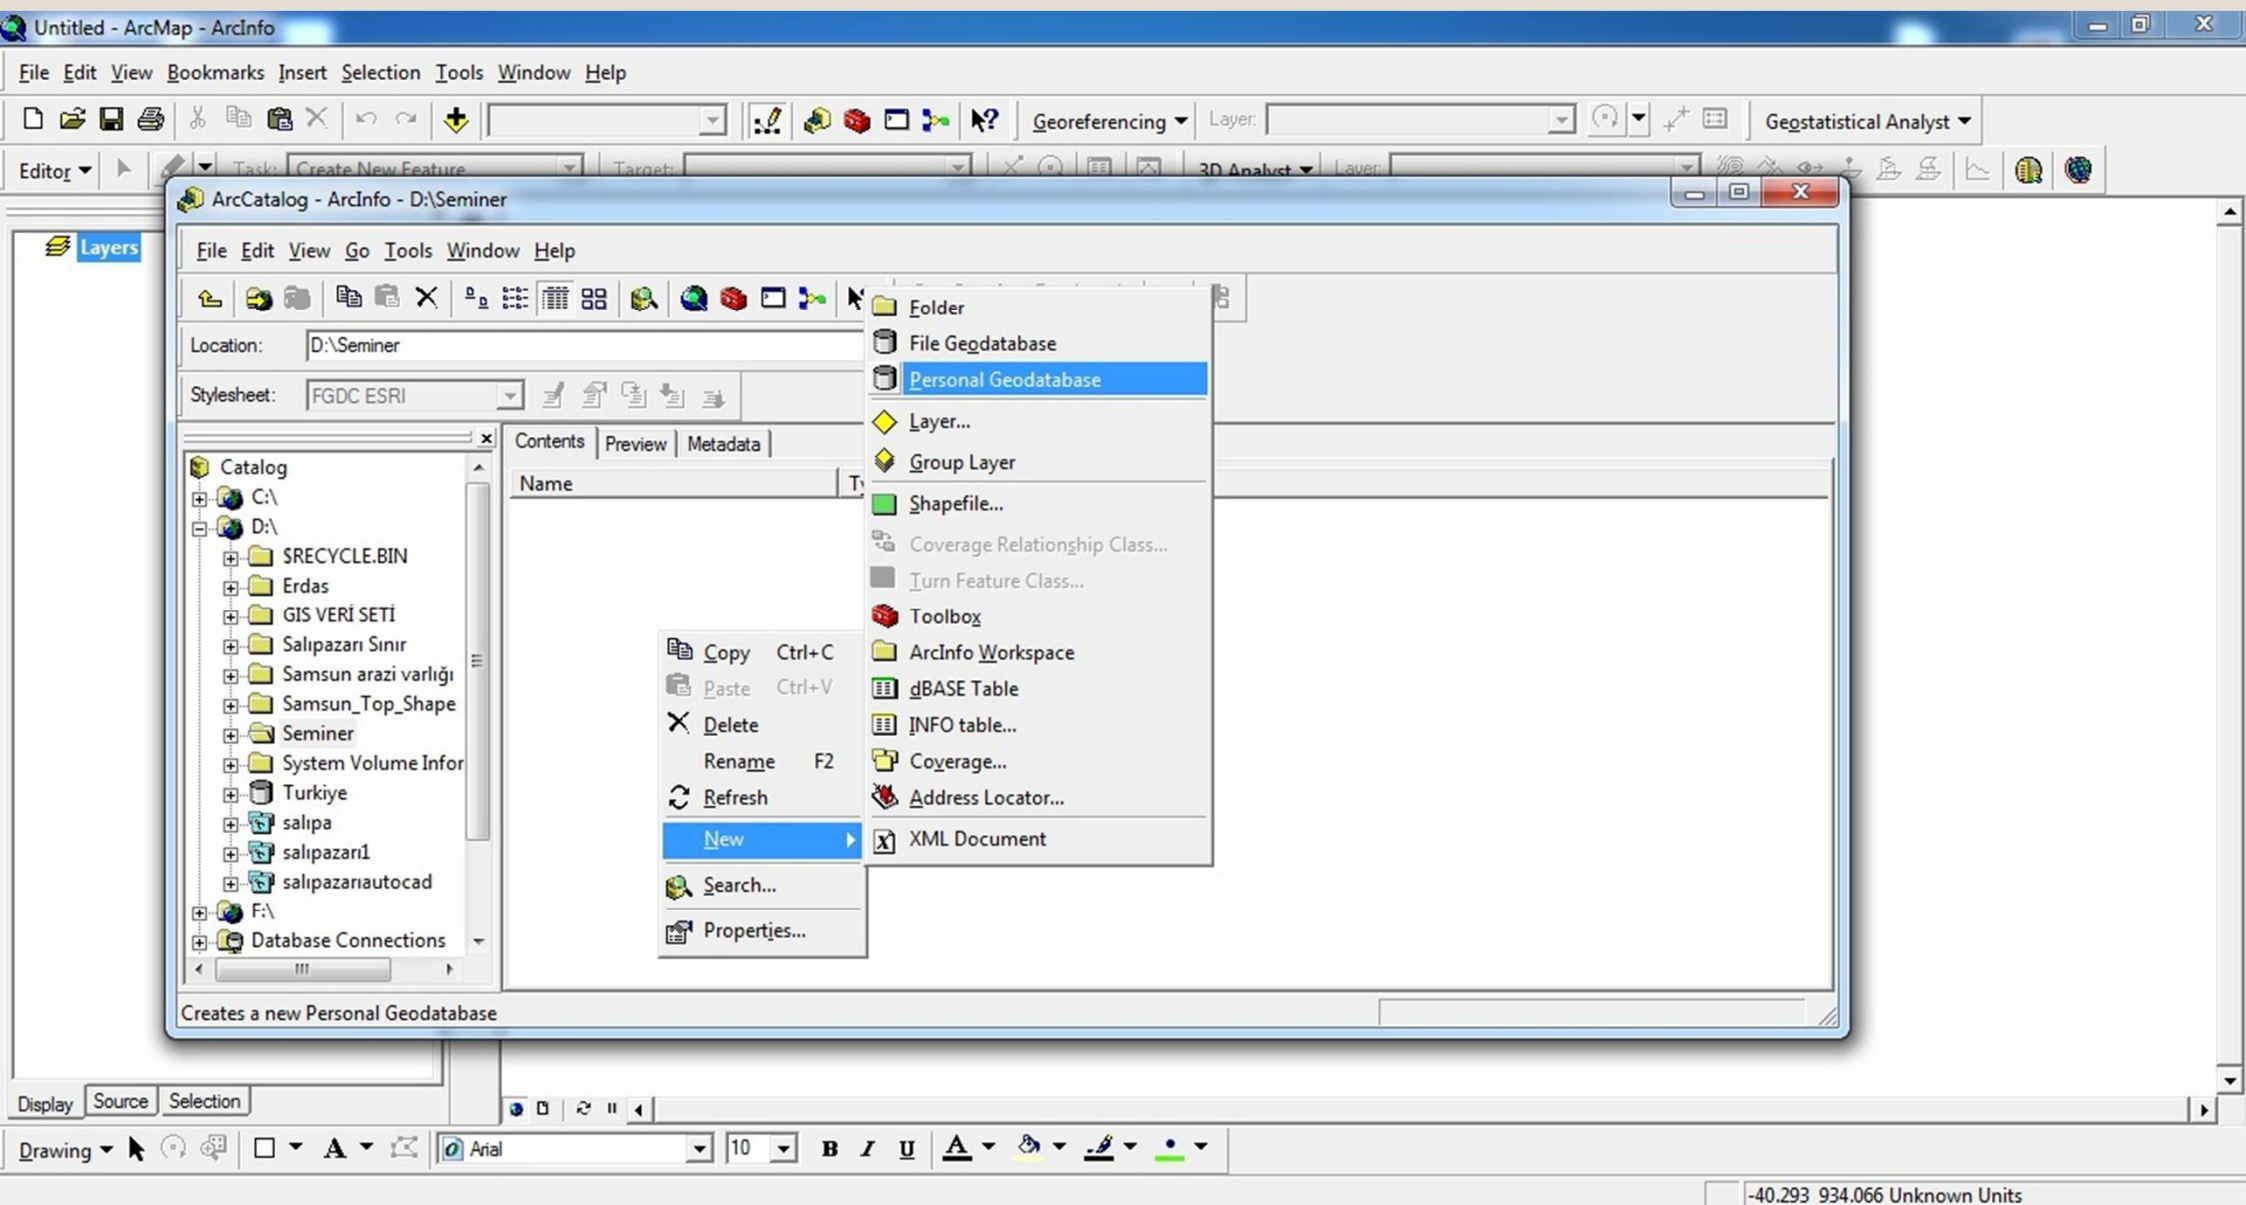 Untitled - ArcMap - ArcInfo
File Edit View Bookmarks Insert Selection Tools Window Help
Georeferencing Layer: Geostatistical Analyst
Editor Task: Create New Feature Target: 3D Analyst Layer:
ArcCatalog - ArcInfo - D:\Seminer
Layers
File Edit View Go Tools Window Help
Location: D:\Seminer
Stylesheet: FGDC ESRI
Contents Preview Metadata
Name
Catalog
C:\
D:\
$RECYCLE.BIN
Erdas
GIS VERİ SETİ
Salıpazarı Sınır
Samsun arazi varlığı
Samsun_Top_Shape
Seminer
System Volume Infor
Turkiye
salıpa
salıpazarı1
salıpazarıautocad
F:\
Database Connections
Copy Ctrl+C
Paste Ctrl+V
Delete
Rename F2
Refresh
New
Search...
Properties...
Folder
File Geodatabase
Personal Geodatabase
Layer...
Group Layer
Shapefile...
Coverage Relationship Class...
Turn Feature Class...
Toolbox
ArcInfo Workspace
dBASE Table
INFO table...
Coverage...
Address Locator...
XML Document
Creates a new Personal Geodatabase
Display Source Selection
Drawing A Arial 10 B I U A
-40.293 934.066 Unknown Units